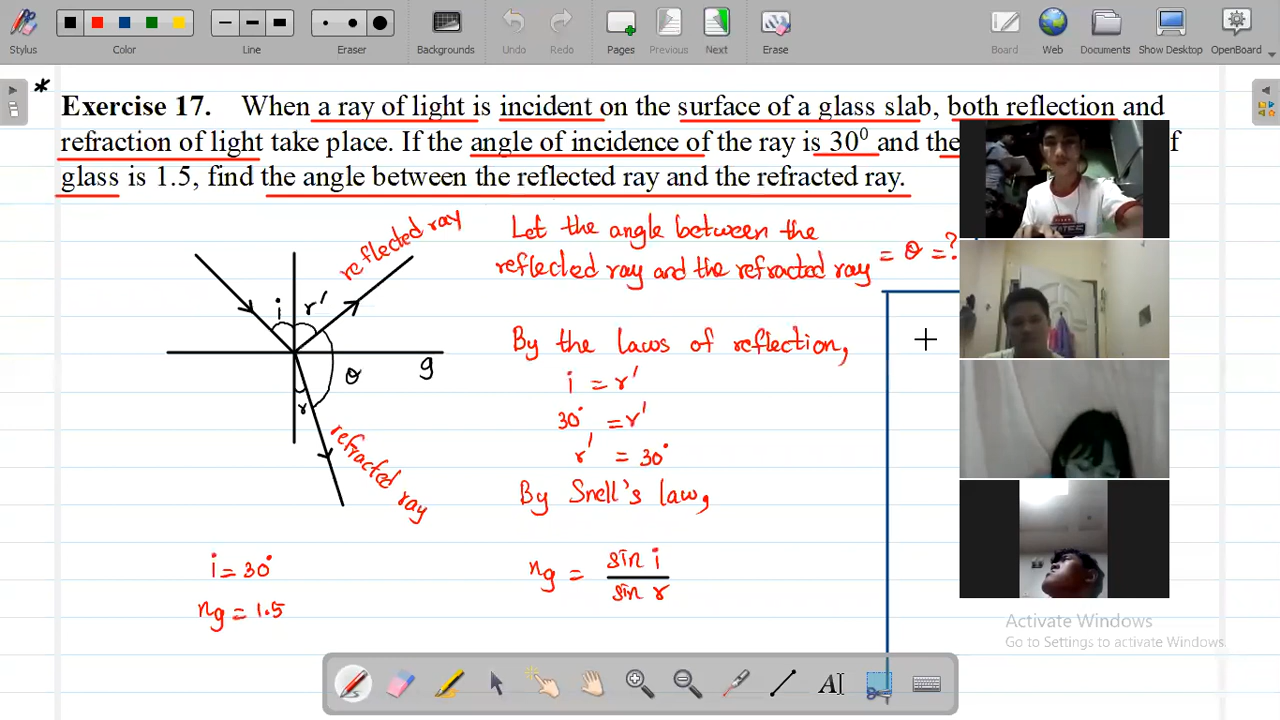 Stylus
Color
Line
Eraser
Backgrounds
Undo
Redo
Pages
Previous
Next
Erase
Board
Web
Documents
Show Desktop
OpenBoard
*
Exercise 17. When a ray of light is incident on the surface of a glass slab, both reflection and
refraction of light take place. If the angle of incidence of the ray is 30⁰ and the f
glass is 1.5, find the angle between the reflected ray and the refracted ray.
reflected ray
i r'
θ g
r
refracted ray
i = 30°
ng = 1.5
Let the angle between the
reflected ray and the refracted ray = θ = ?
By the laws of reflection,
i = r'
30° = r'
r' = 30°
By Snell's law,
ng = sin i / sin r
Activate Windows
Go to Settings to activate Windows.